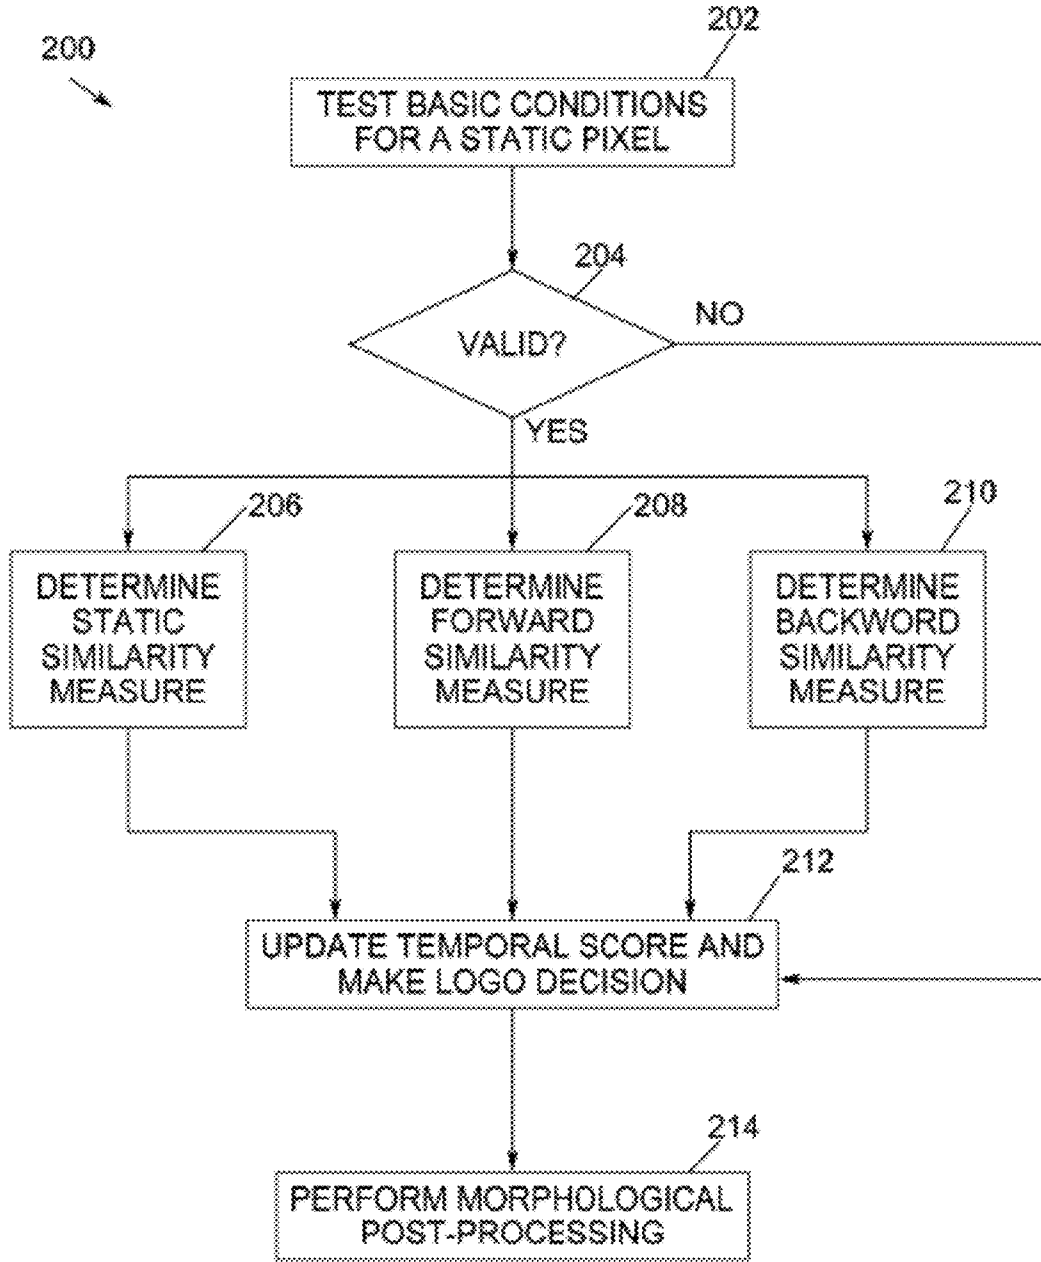 200
202
TEST BASIC CONDITIONS
FOR A STATIC PIXEL
204
VALID?
NO
YES
206
DETERMINE
STATIC
SIMILARITY
MEASURE
208
DETERMINE
FORWARD
SIMILARITY
MEASURE
210
DETERMINE
BACKWORD
SIMILARITY
MEASURE
212
UPDATE TEMPORAL SCORE AND
MAKE LOGO DECISION
214
PERFORM MORPHOLOGICAL
POST-PROCESSING